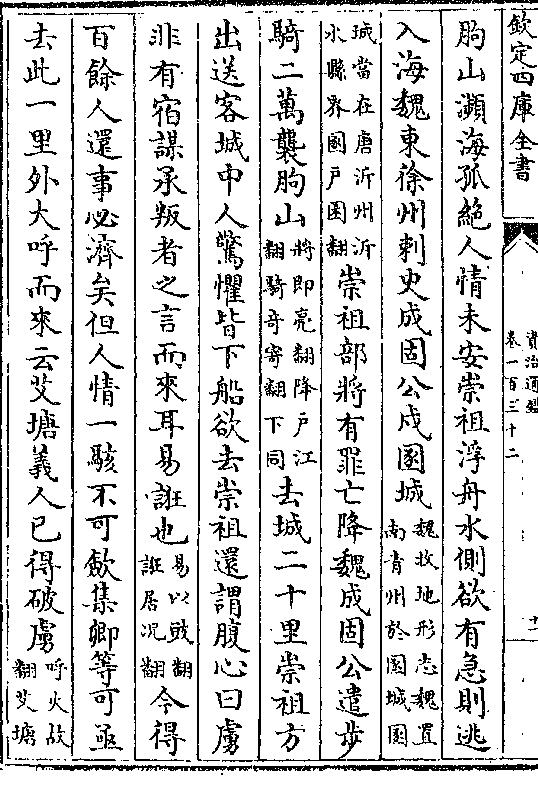 欽定四庫全書
資治通鑑
卷一百三十二
朐山瀕海孤絶人情未安崇祖浮舟水側欲有急則逃
入海魏東徐州刺史成固公戍圂城魏收地形志魏置南青州於圂城圂
城當在唐沂州沂水縣界圂户困翻崇祖部將有罪亡降魏成固公遣步
騎二萬襲朐山將即亮翻降户江翻騎奇寄翻下同去城二十里崇祖方
出送客城中人驚懼皆下船欲去崇祖還謂腹心曰虜
非有宿謀承叛者之言而來耳易誑也易以豉翻誑居况翻今得
百餘人還事必濟矣但人情一駭不可歛集卿等可亟
去此一里外大呼而來云艾塘義人已得破虜呼火故翻艾塘